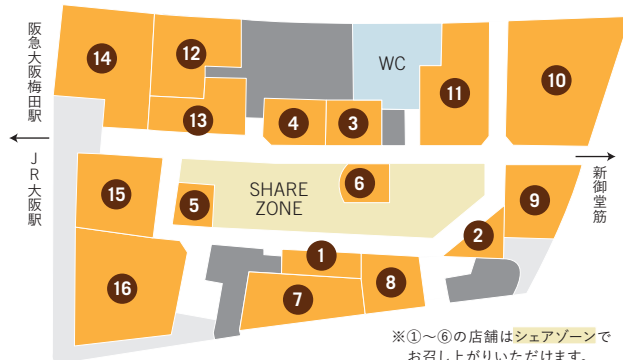 阪急大阪梅田駅
JR大阪駅
14
12
13
4
3
WC
11
10
15
5
SHARE
ZONE
6
9
2
新御堂筋
16
1
7
8
※①〜⑥の店舗はシェアゾーンで
お召し上がりいただけます。